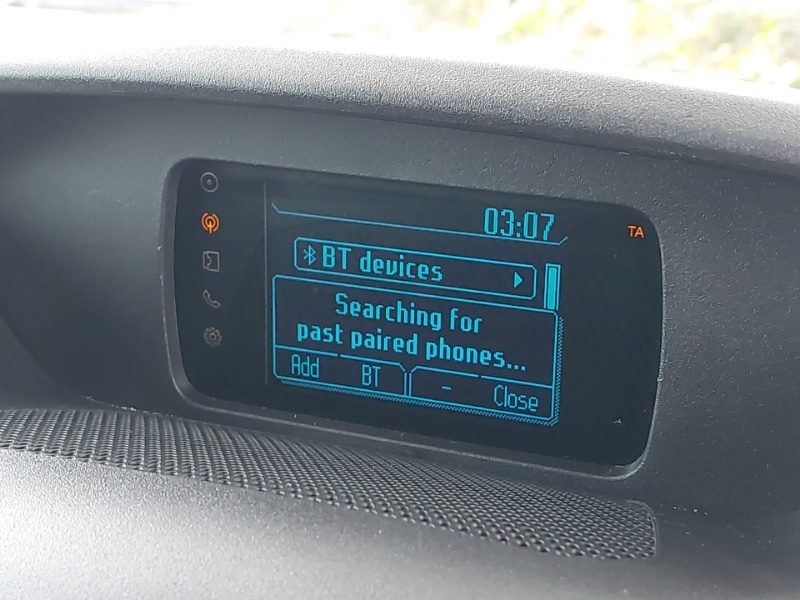 03:07
TA
BT devices
Searching for
past paired phones...
Add BT - Close